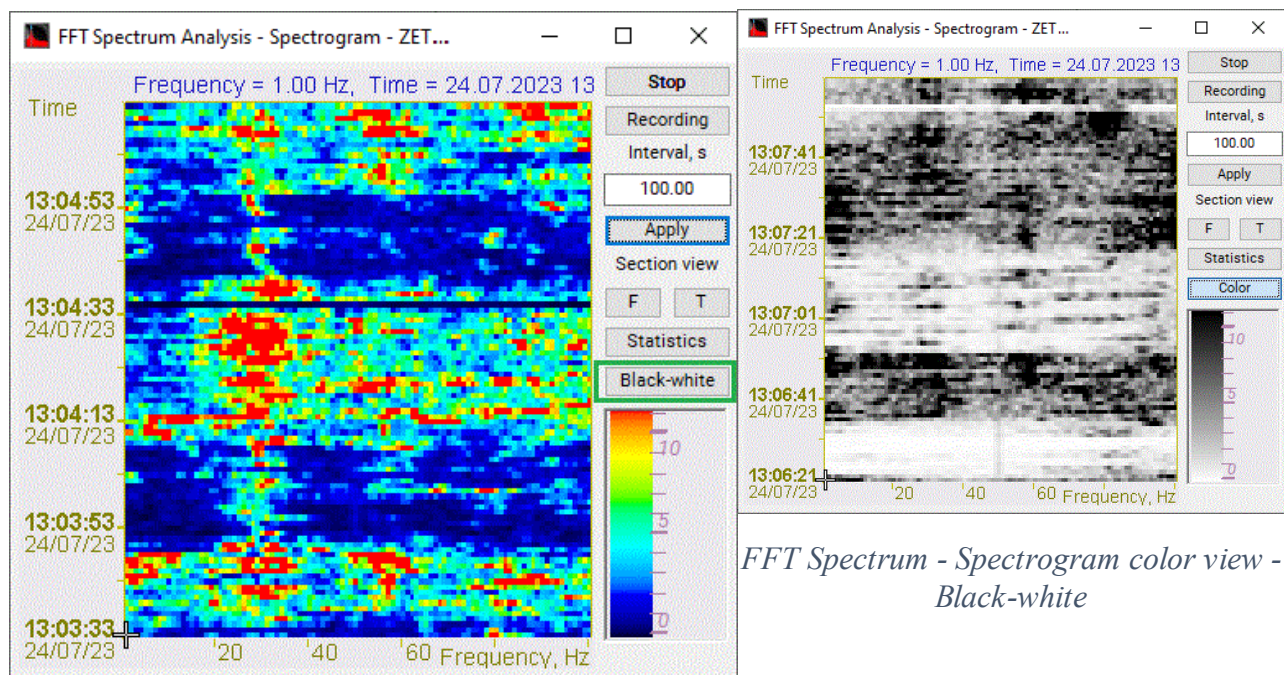 FFT Spectrum Analysis - Spectrogram - ZET...
Frequency = 1.00 Hz, Time = 24.07.2023 13
Time
13:04:53
24/07/23
13:04:33
24/07/23
13:04:13
24/07/23
13:03:53
24/07/23
13:03:33
24/07/23
20
40
60
Frequency, Hz
Stop
Recording
Interval, s
100.00
Apply
Section view
F
T
Statistics
Black-white
10
5
0
FFT Spectrum Analysis - Spectrogram - ZET...
Frequency = 1.00 Hz, Time = 24.07.2023 13
Time
13:07:41
24/07/23
13:07:21
24/07/23
13:07:01
24/07/23
13:06:41
24/07/23
13:06:21
24/07/23
20
40
60
Frequency, Hz
Stop
Recording
Interval, s
100.00
Apply
Section view
F
T
Statistics
Color
10
5
0
FFT Spectrum - Spectrogram color view -
Black-white